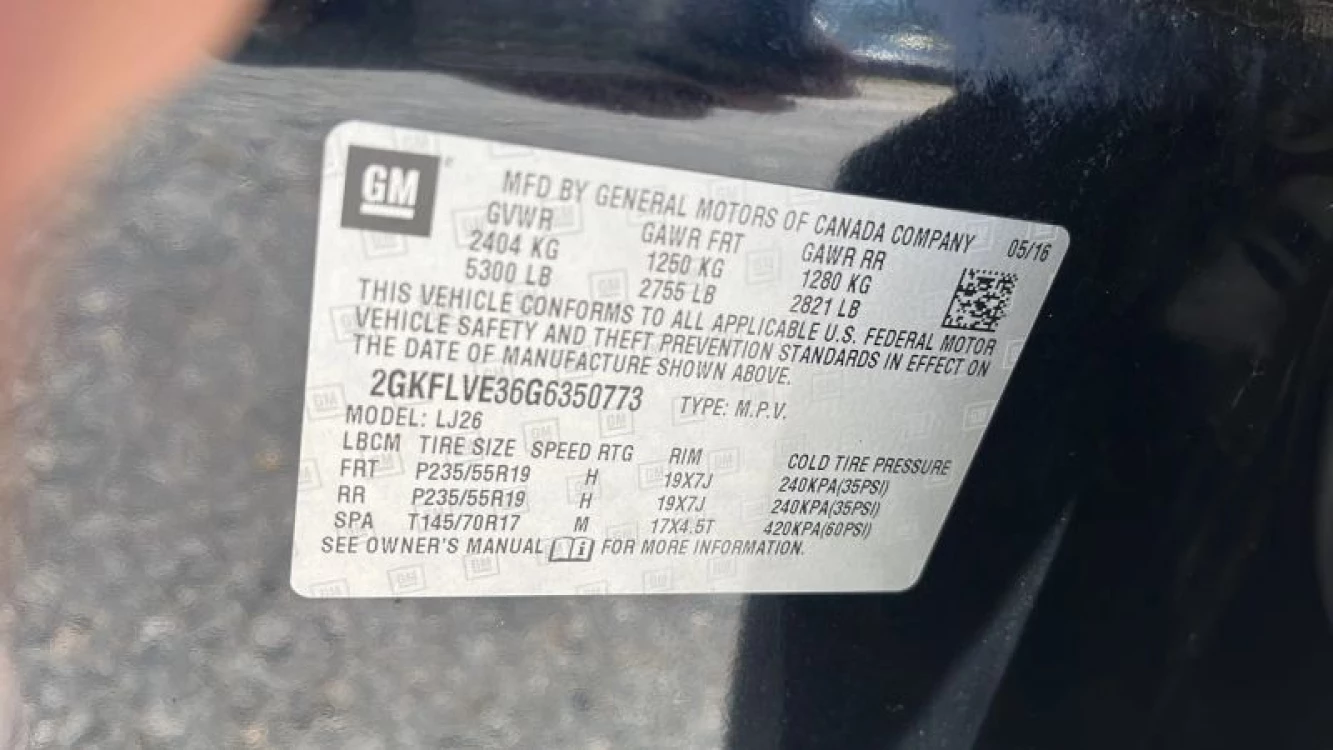 GM
MFD BY GENERAL MOTORS OF CANADA COMPANY 05/16
GVWR GAWR FRT GAWR RR
2404 KG 1250 KG 1280 KG
5300 LB 2755 LB 2821 LB
THIS VEHICLE CONFORMS TO ALL APPLICABLE U.S. FEDERAL MOTOR
VEHICLE SAFETY AND THEFT PREVENTION STANDARDS IN EFFECT ON
THE DATE OF MANUFACTURE SHOWN ABOVE.
2GKFLVE36G6350773 TYPE: M.P.V.
MODEL: LJ26
LBCM TIRE SIZE SPEED RTG RIM COLD TIRE PRESSURE
FRT P235/55R19 H 19X7J 240KPA(35PSI)
RR P235/55R19 H 19X7J 240KPA(35PSI)
SPA T145/70R17 M 17X4.5T 420KPA(60PSI)
SEE OWNER'S MANUAL FOR MORE INFORMATION.